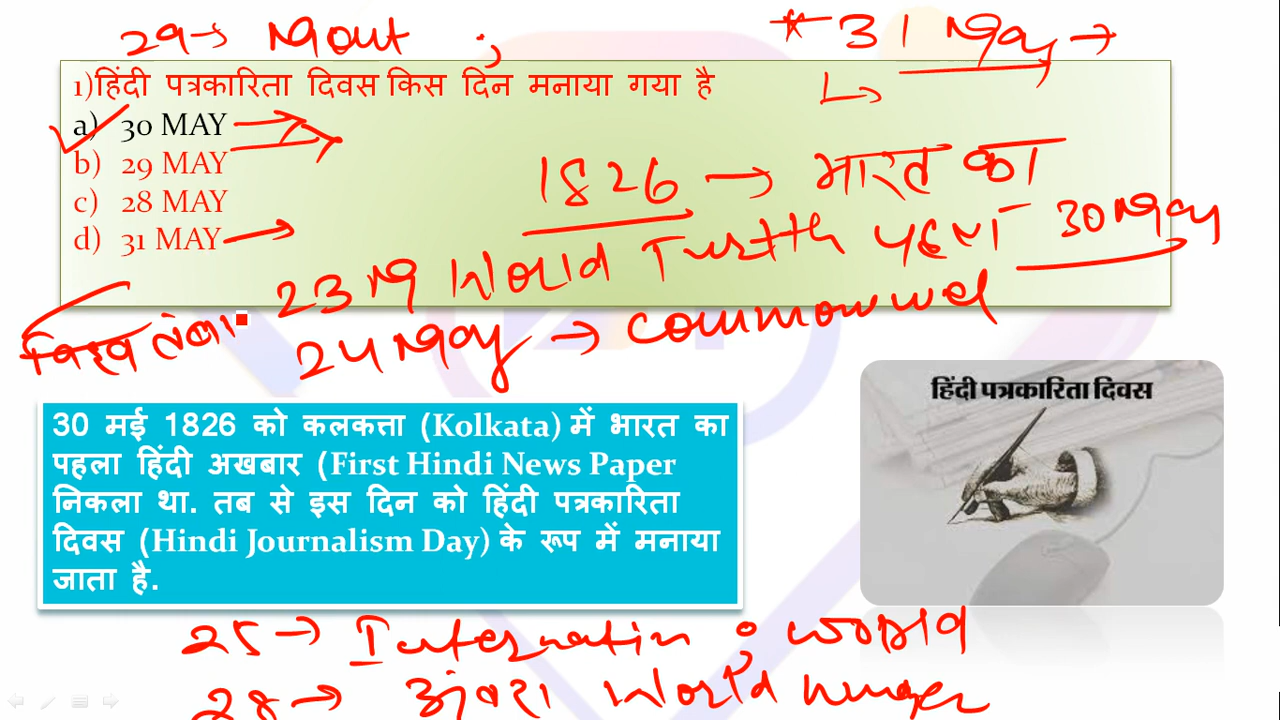 29→ Mount ;
* 31 May →
1)हिंदी पत्रकारिता दिवस किस दिन मनाया गया है
a) 30 MAY
b) 29 MAY
c) 28 MAY
d) 31 MAY
1826 → भारत का
पहला 30 May
23 M World Turtth
24 May → commonwel
विश्व तंबा
हिंदी पत्रकारिता दिवस
30 मई 1826 को कलकत्ता (Kolkata) में भारत का
पहला हिंदी अखबार (First Hindi News Paper
निकला था. तब से इस दिन को हिंदी पत्रकारिता
दिवस (Hindi Journalism Day) के रूप में मनाया
जाता है.
25 → Internatin ; world
28 → World hunger